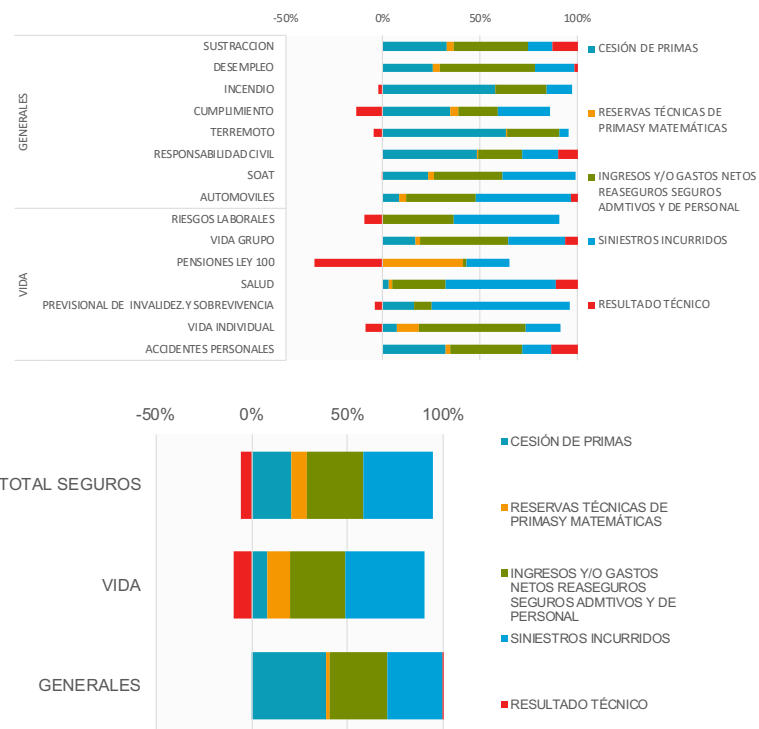 -50% 0% 50% 100%
GENERALES
SUSTRACCION
DESEMPLEO
INCENDIO
CUMPLIMIENTO
TERREMOTO
RESPONSABILIDAD CIVIL
SOAT
AUTOMOVILES
VIDA
RIESGOS LABORALES
VIDA GRUPO
PENSIONES LEY 100
SALUD
PREVISIONAL DE INVALIDEZ.Y SOBREVIVENCIA
VIDA INDIVIDUAL
ACCIDENTES PERSONALES
CESIÓN DE PRIMAS
RESERVAS TÉCNICAS DE
PRIMASY MATEMÁTICAS
INGRESOS Y/O GASTOS NETOS
REASEGUROS SEGUROS
ADMTIVOS Y DE PERSONAL
SINIESTROS INCURRIDOS
RESULTADO TÉCNICO
-50% 0% 50% 100%
TOTAL SEGUROS
VIDA
GENERALES
CESIÓN DE PRIMAS
RESERVAS TÉCNICAS DE
PRIMASY MATEMÁTICAS
INGRESOS Y/O GASTOS
NETOS REASEGUROS
SEGUROS ADMTIVOS Y DE
PERSONAL
SINIESTROS INCURRIDOS
RESULTADO TÉCNICO